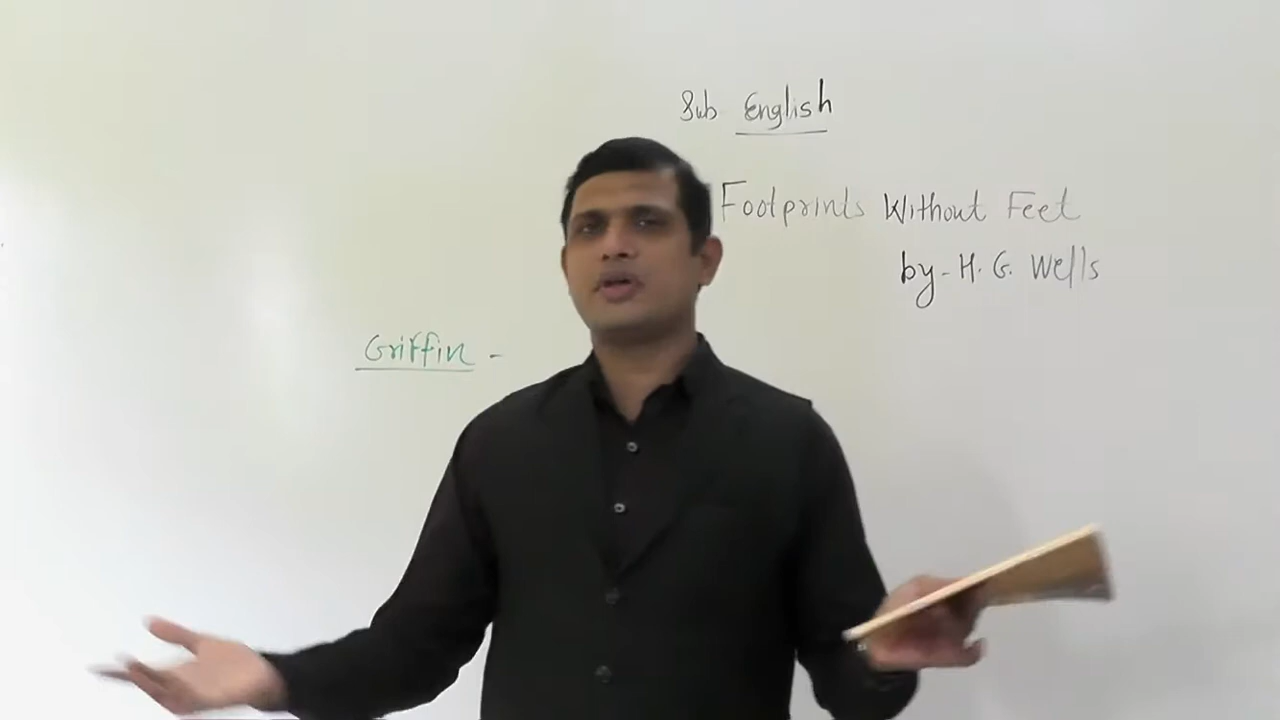 Sub English
Footprints Without Feet
by - H. G. Wells
Griffin -